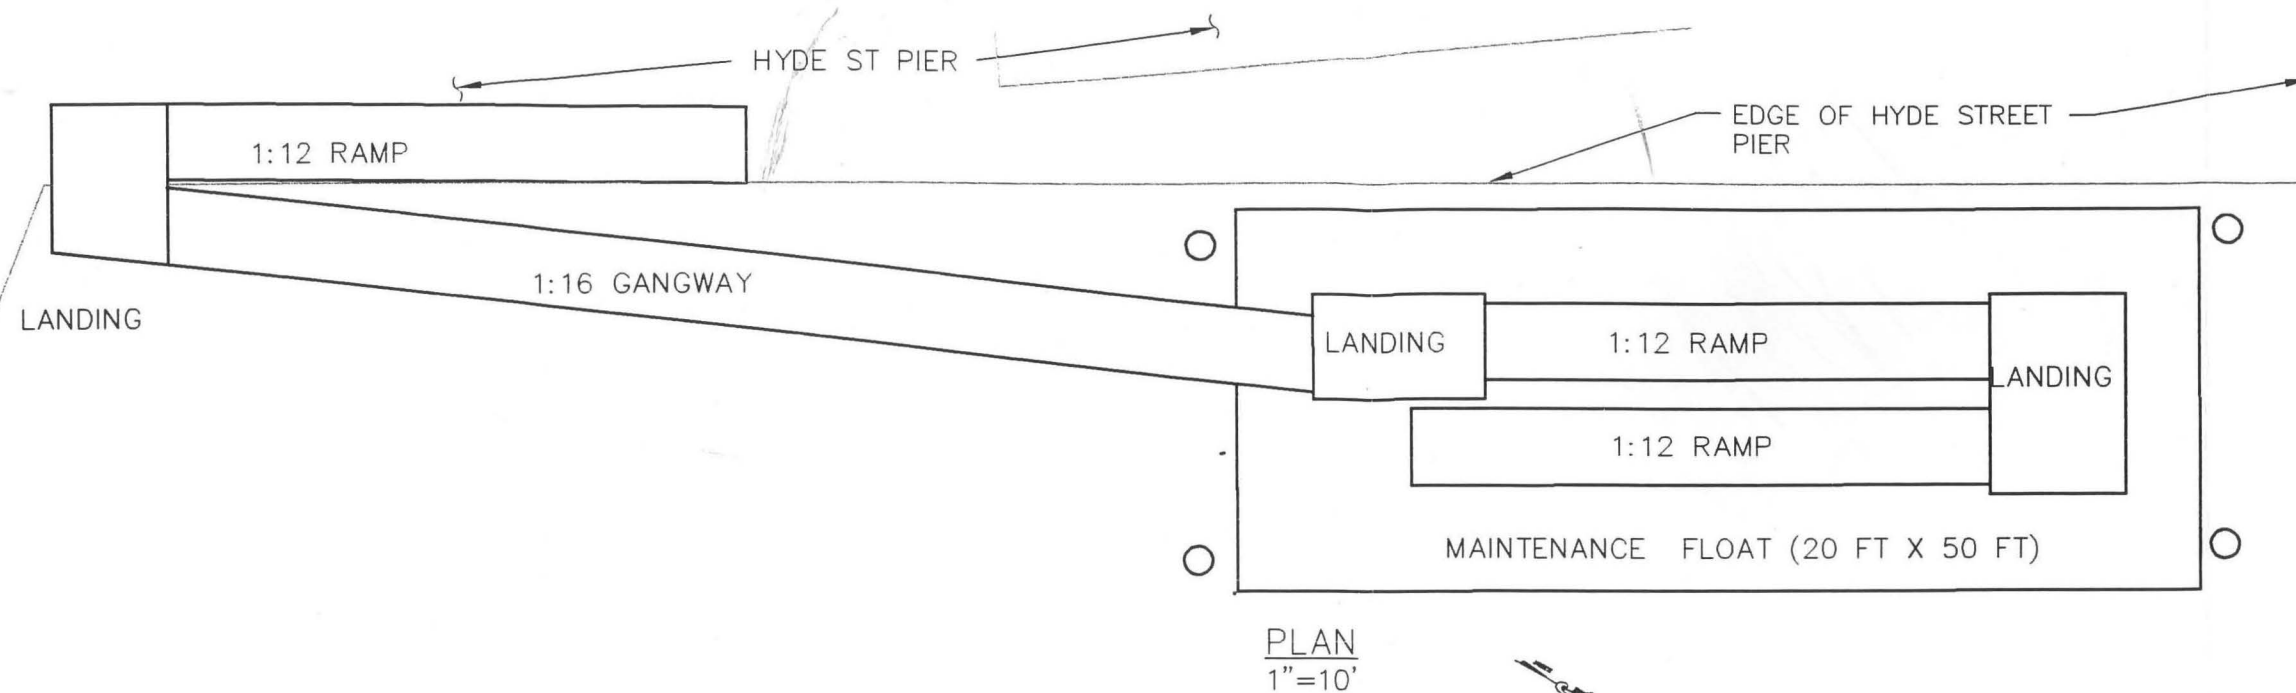 HYDE ST PIER
EDGE OF HYDE STREET
PIER
1:12 RAMP
1:16 GANGWAY
LANDING
LANDING
1:12 RAMP
LANDING
1:12 RAMP
MAINTENANCE FLOAT (20 FT X 50 FT)
PLAN
1"=10'